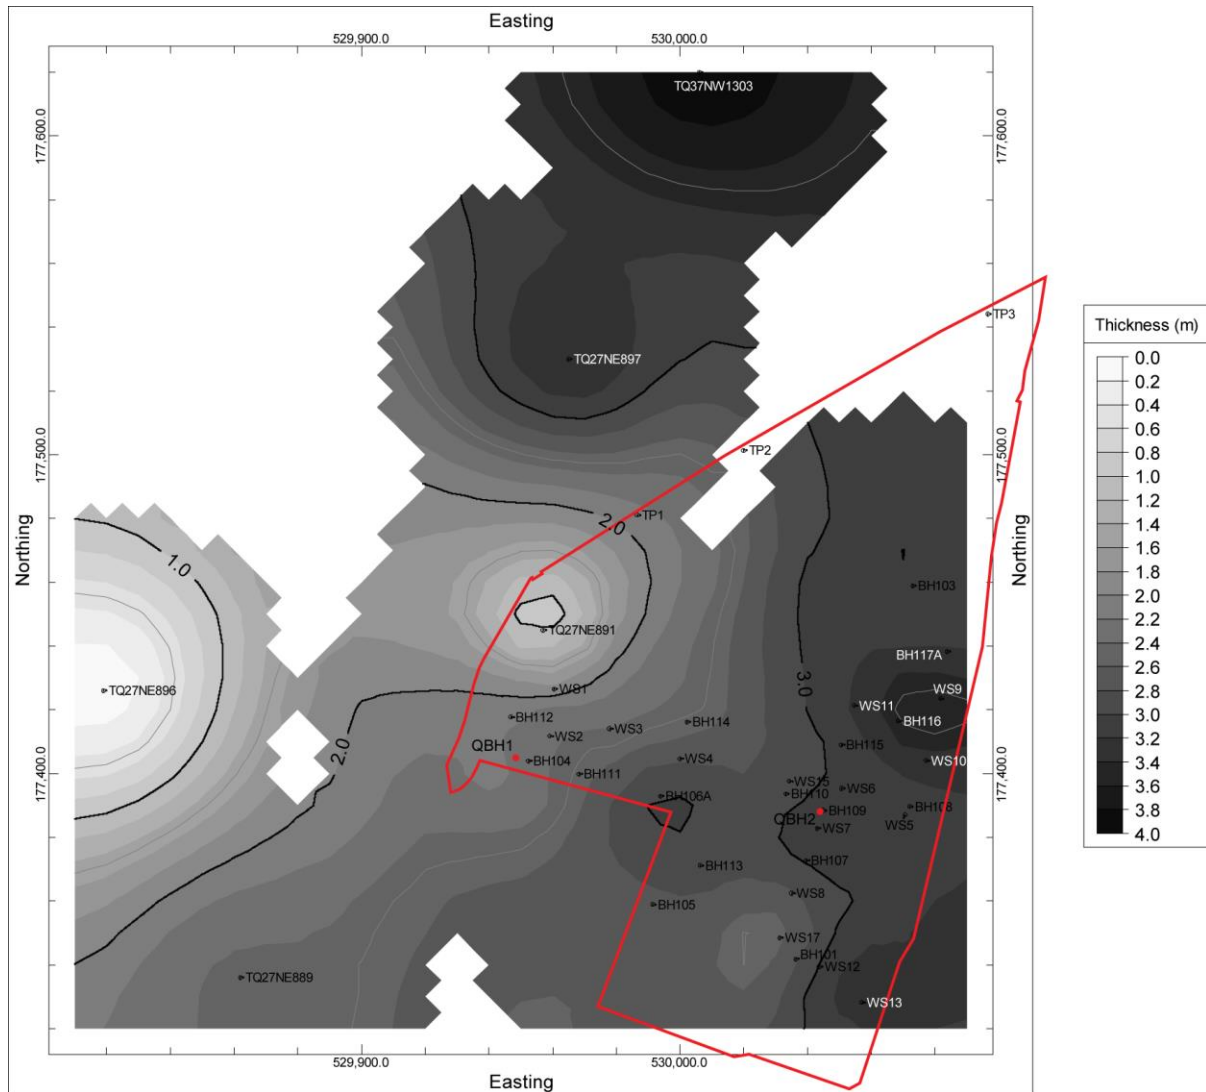 Easting
529,900.0
530,000.0
TQ37NW1303
177,600.0
177,600.0
TP3
Thickness (m)
0.0
0.2
0.4
0.6
0.8
1.0
1.2
1.4
1.6
1.8
2.0
2.2
2.4
2.6
2.8
3.0
3.2
3.4
3.6
3.8
4.0
TQ27NE897
177,500.0
TP2
177,500.0
TP1
2.0
Northing
Northing
1.0
BH103
TQ27NE891
BH117A
TQ27NE896
WS1
3.0
WS9
WS11
BH112
BH114
BH116
WS3
WS2
2.0
QBH1
BH104
WS4
BH115
WS10
177,400.0
BH111
177,400.0
WS15
WS6
BH106A
BH110
BH109
BH108
QBH2
WS5
WS7
BH113
BH107
BH105
WS8
WS17
BH101
WS12
TQ27NE889
WS13
529,900.0
530,000.0
Easting